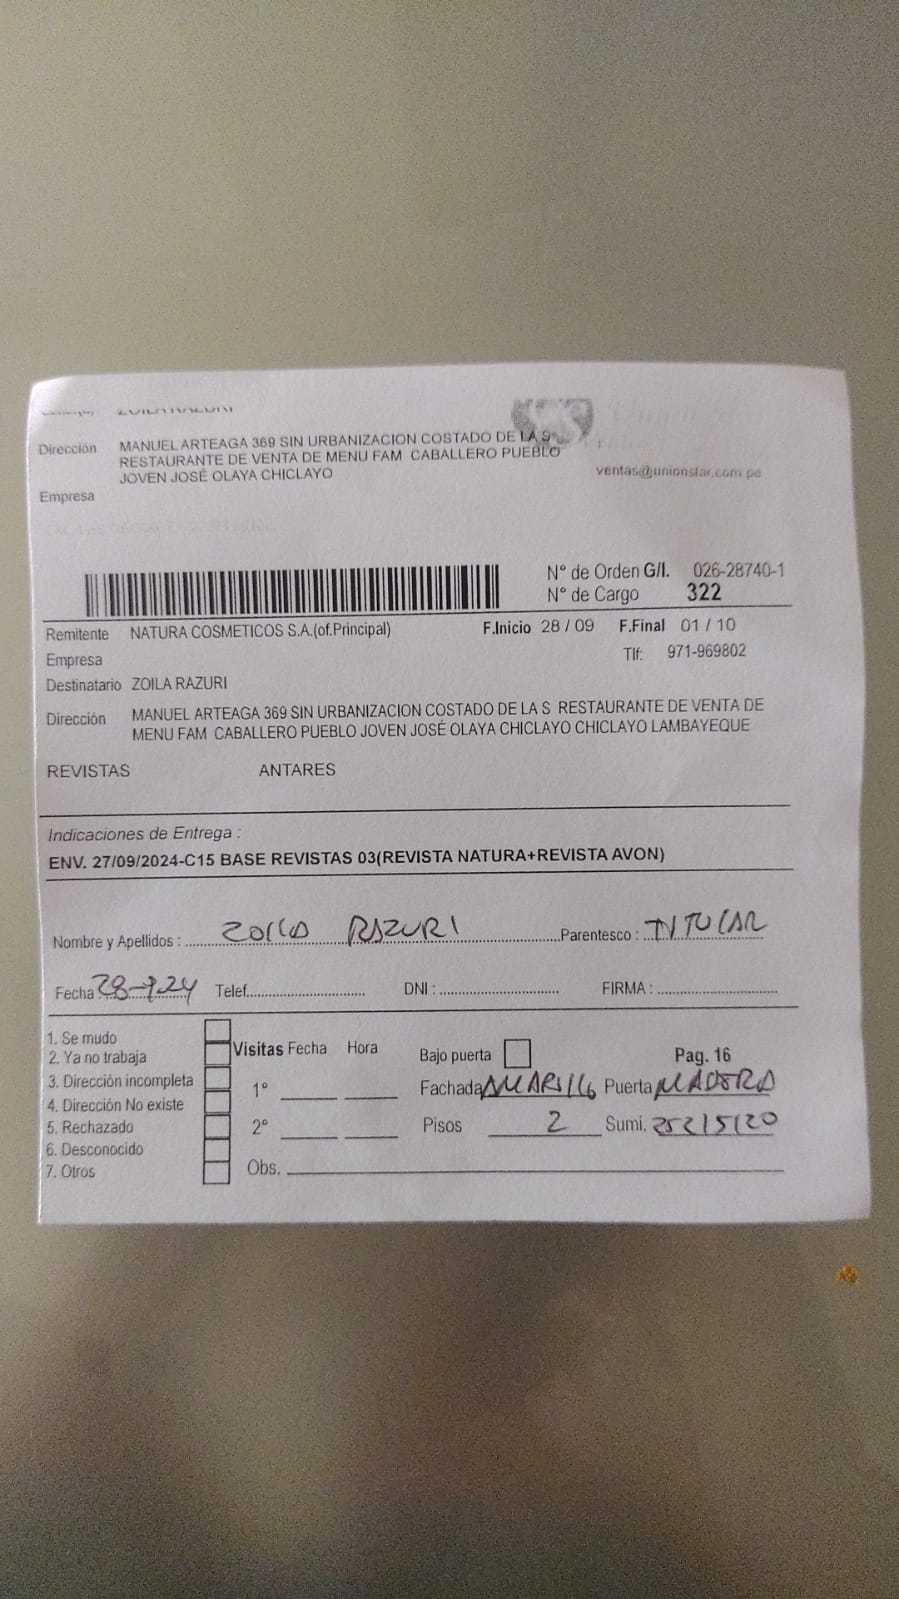 ZOILA RAZURI
Dirección MANUEL ARTEAGA 369 SIN URBANIZACION COSTADO DE LA S
RESTAURANTE DE VENTA DE MENU FAM CABALLERO PUEBLO
JOVEN JOSÉ OLAYA CHICLAYO
ventas@unionstar.com.pe
Empresa
N° de Orden G/I. 026-28740-1
N° de Cargo 322
Remitente NATURA COSMETICOS S.A.(of.Principal) F.Inicio 28 / 09 F.Final 01 / 10
Empresa Tlf: 971-969802
Destinatario ZOILA RAZURI
Dirección MANUEL ARTEAGA 369 SIN URBANIZACION COSTADO DE LA S RESTAURANTE DE VENTA DE
MENU FAM CABALLERO PUEBLO JOVEN JOSÉ OLAYA CHICLAYO CHICLAYO LAMBAYEQUE
REVISTAS ANTARES
Indicaciones de Entrega :
ENV. 27/09/2024-C15 BASE REVISTAS 03(REVISTA NATURA+REVISTA AVON)
Nombre y Apellidos : ZOILA RAZURI Parentesco : TITULAR
Fecha : 28-9-24 Telef. DNI : FIRMA :
1. Se mudo
2. Ya no trabaja Visitas Fecha Hora Bajo puerta Pag. 16
3. Dirección incompleta 1° Fachada AMARILLO Puerta MADERA
4. Dirección No existe
5. Rechazado 2° Pisos 2 Sumi. 25215120
6. Desconocido
7. Otros Obs.